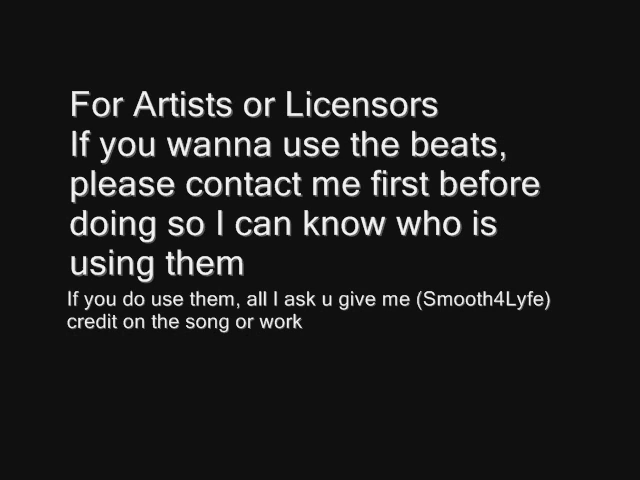 For Artists or Licensors
If you wanna use the beats,
please contact me first before
doing so I can know who is
using them
If you do use them, all I ask u give me (Smooth4Lyfe)
credit on the song or work